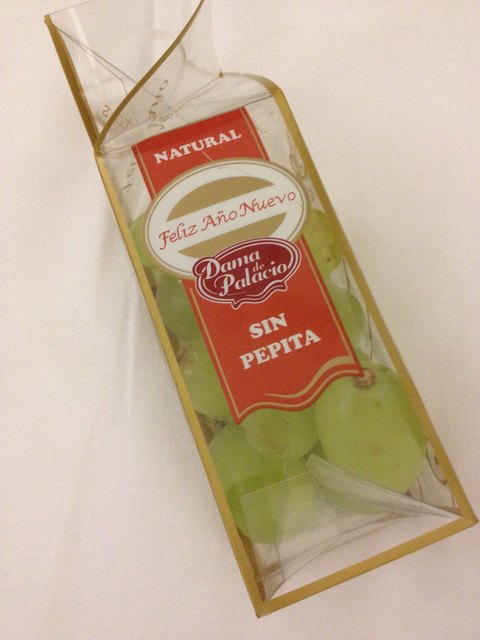 NATURAL
Feliz Año Nuevo
Dama
de
Palacio
SIN
PEPITA